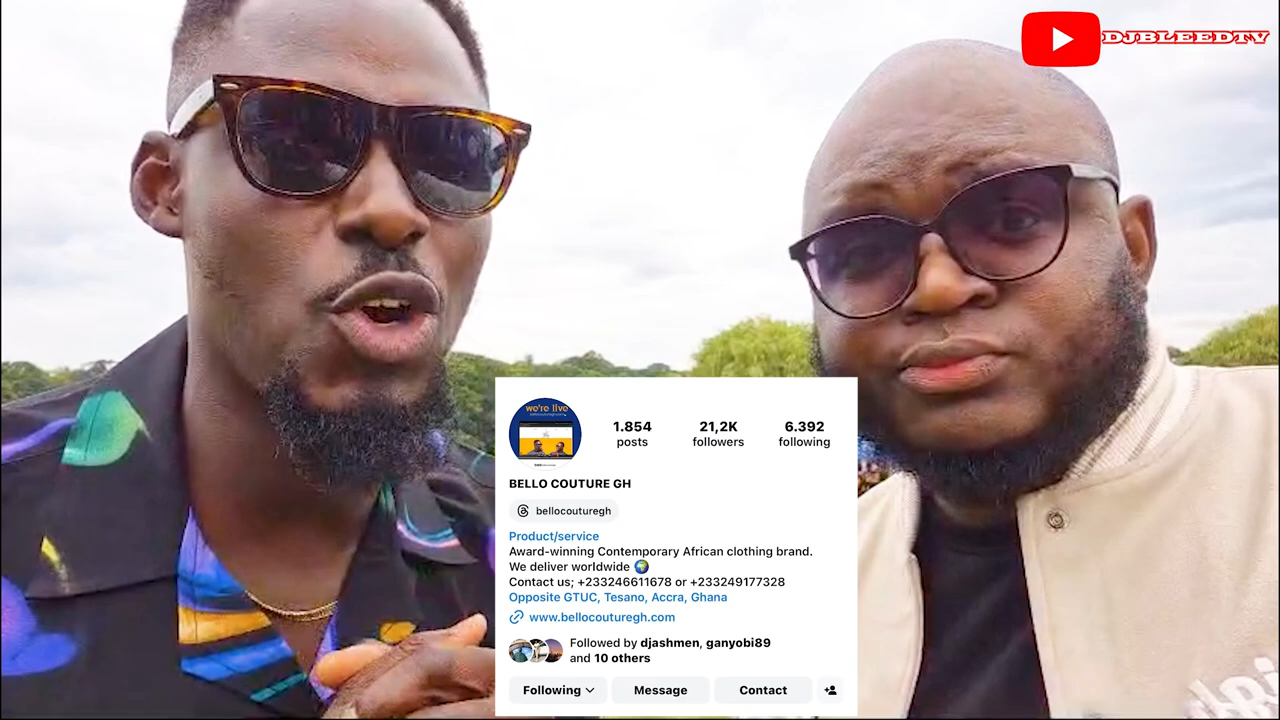 DJBLEEDTV
we're live
1.854
posts
21,2K
followers
6.392
following
BELLO COUTURE GH
bellocouturegh
Product/service
Award-winning Contemporary African clothing brand.
We deliver worldwide 🌍
Contact us; +233246611678 or +233249177328
Opposite GTUC, Tesano, Accra, Ghana
www.bellocouturegh.com
Followed by djashmen, ganyobi89
and 10 others
Following
Message
Contact